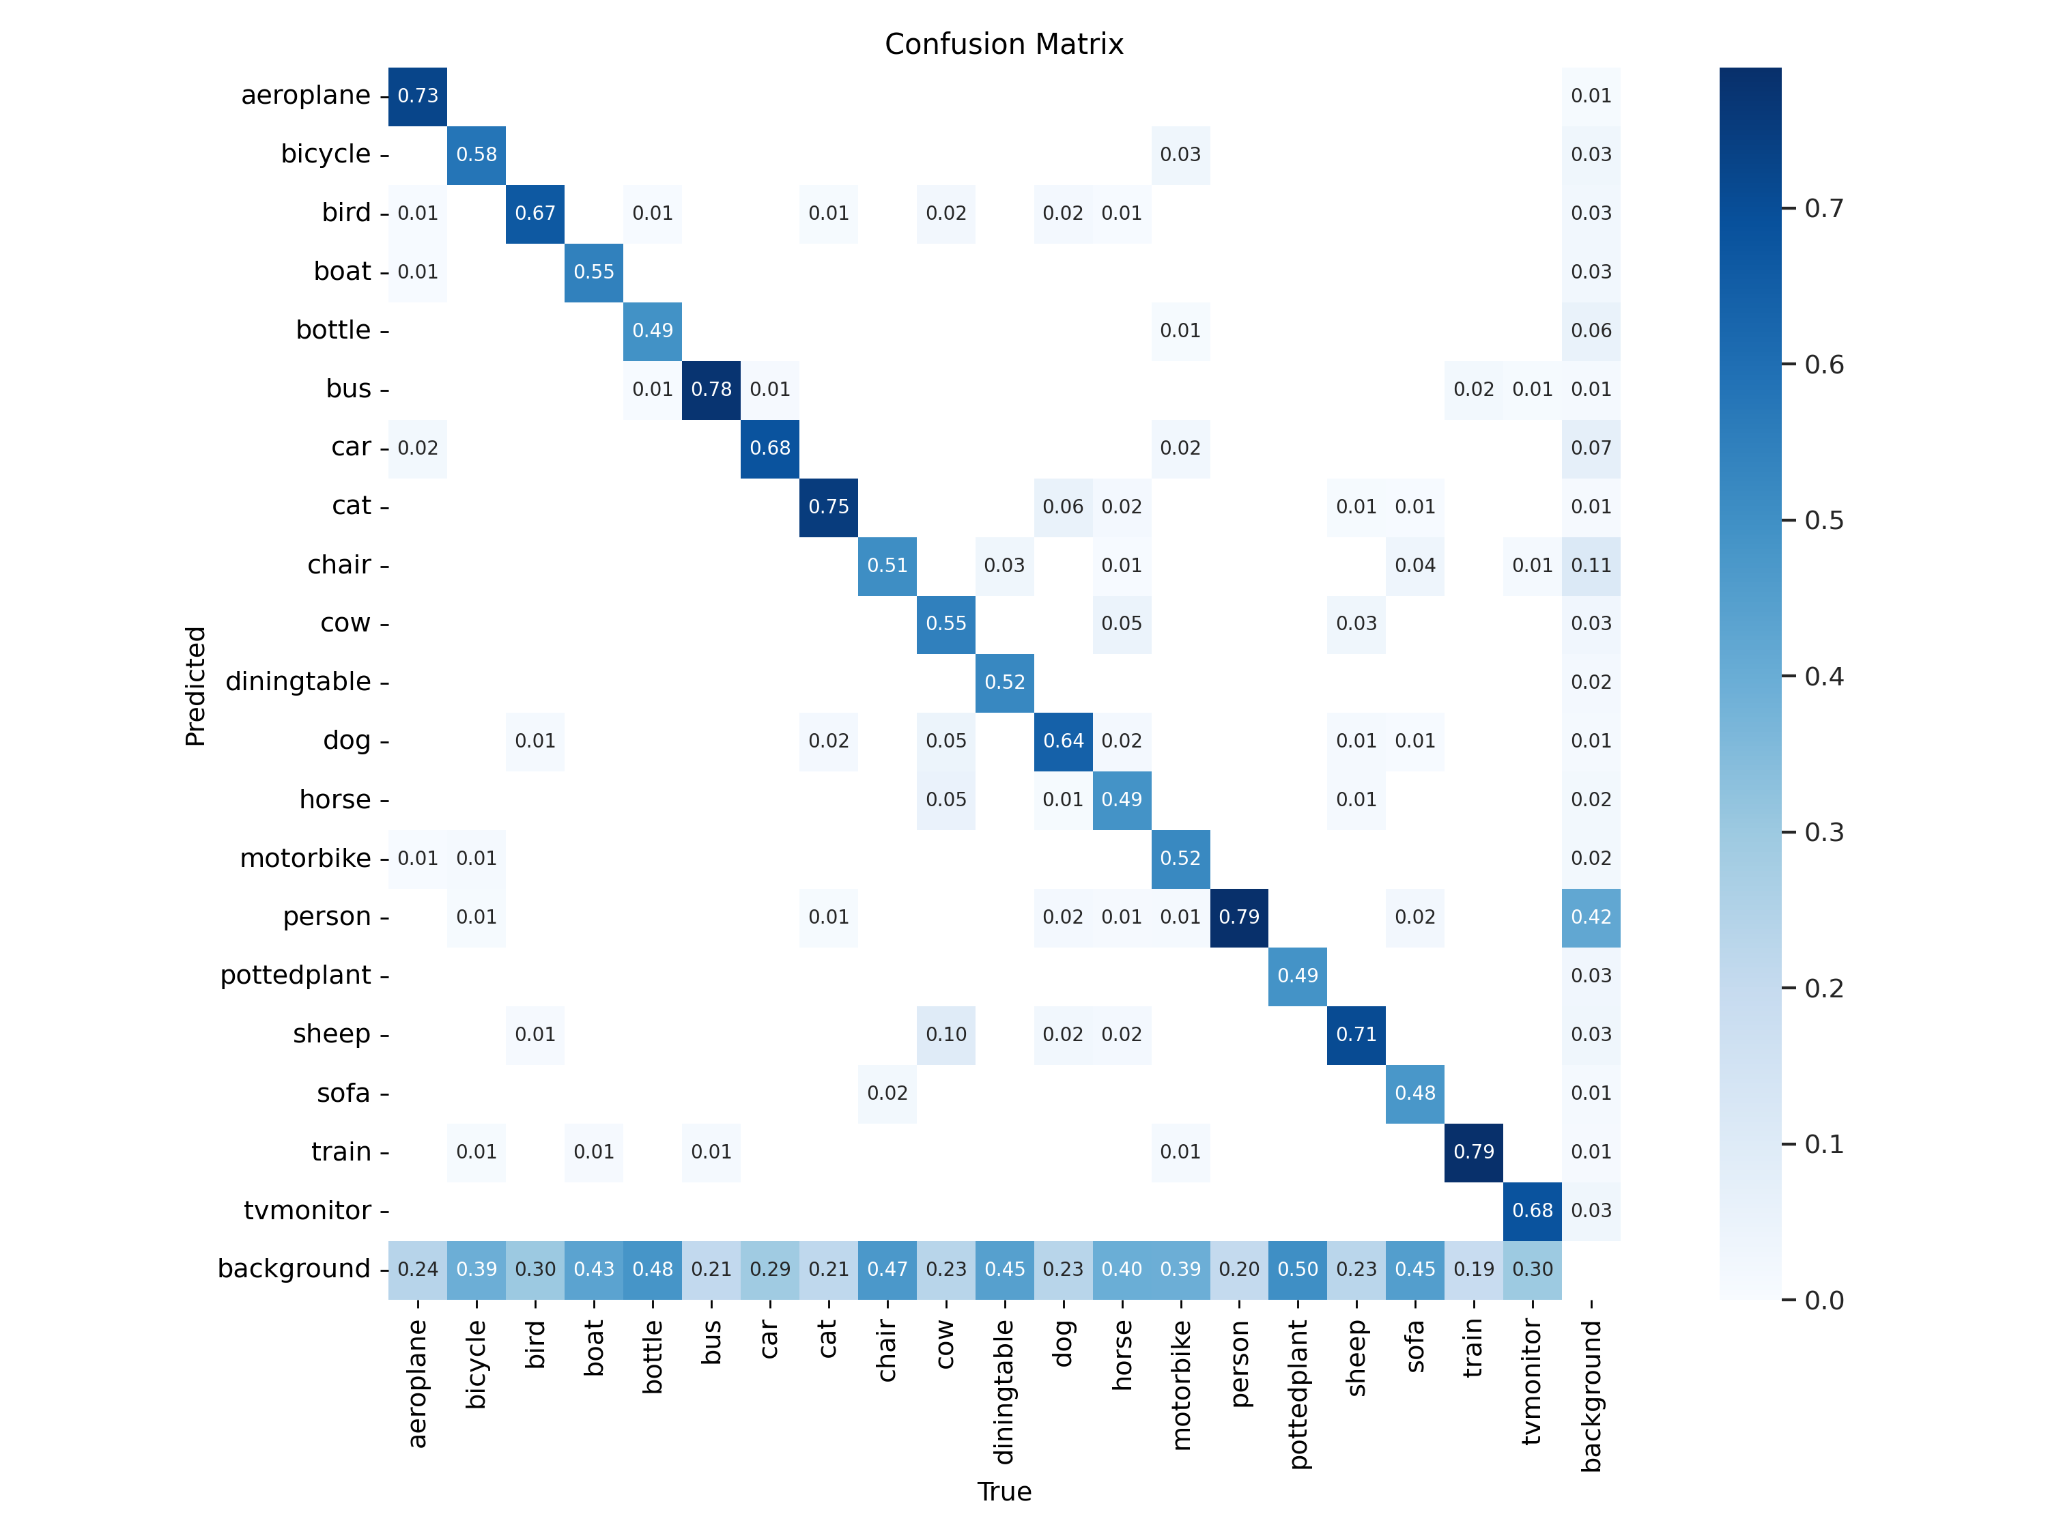 Confusion Matrix
aeroplane 0.73 0.01
bicycle 0.58 0.03 0.03
bird 0.01 0.67 0.01 0.01 0.02 0.02 0.01 0.03
boat 0.01 0.55 0.03
bottle 0.49 0.01 0.06
bus 0.01 0.78 0.01 0.02 0.01 0.01
car 0.02 0.68 0.02 0.07
cat 0.75 0.06 0.02 0.01 0.01 0.01
chair 0.51 0.03 0.01 0.04 0.01 0.11
cow 0.55 0.05 0.03 0.03
diningtable 0.52 0.02
dog 0.01 0.02 0.05 0.64 0.02 0.01 0.01 0.01
horse 0.05 0.01 0.49 0.01 0.02
motorbike 0.01 0.01 0.52 0.02
person 0.01 0.01 0.02 0.01 0.01 0.79 0.02 0.42
pottedplant 0.49 0.03
sheep 0.01 0.10 0.02 0.02 0.71 0.03
sofa 0.02 0.48 0.01
train 0.01 0.01 0.01 0.01 0.79 0.01
tvmonitor 0.68 0.03
background 0.24 0.39 0.30 0.43 0.48 0.21 0.29 0.21 0.47 0.23 0.45 0.23 0.40 0.39 0.20 0.50 0.23 0.45 0.19 0.30
Predicted
aeroplane bicycle bird boat bottle bus car cat chair cow diningtable dog horse motorbike person pottedplant sheep sofa train tvmonitor background
True
0.7
0.6
0.5
0.4
0.3
0.2
0.1
0.0